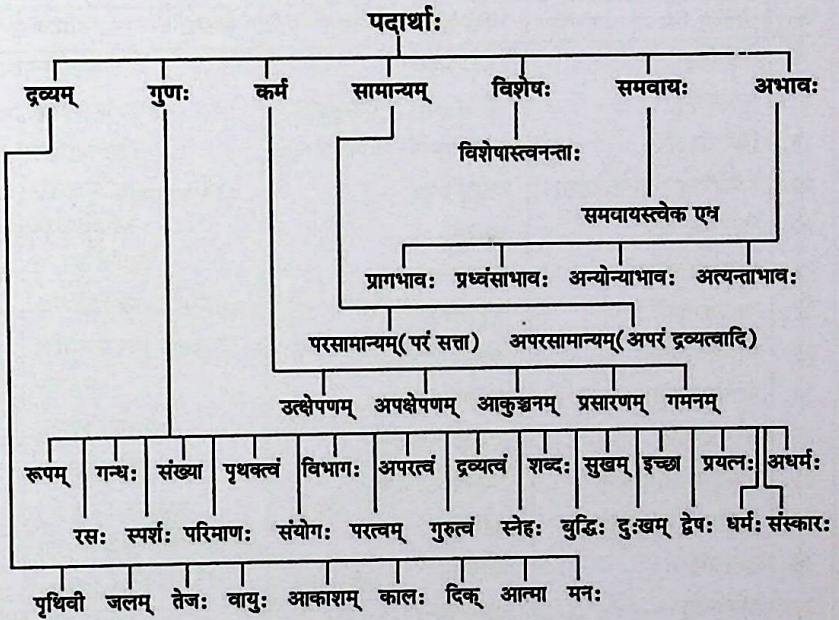 पदार्थाः
द्रव्यम् गुणः कर्म सामान्यम् विशेषः समवायः अभावः
विशेषास्त्वनन्ताः
समवायस्त्वेक एव
प्रागभावः प्रध्वंसाभावः अन्योन्याभावः अत्यन्ताभावः
परसामान्यम्(परं सत्ता) अपरसामान्यम्(अपरं द्रव्यत्वादि)
उत्क्षेपणम् अपक्षेपणम् आकुञ्चनम् प्रसारणम् गमनम्
रूपम् गन्धः संख्या पृथक्त्वं विभागः अपरत्वं द्रव्यत्वं शब्दः सुखम् इच्छा प्रयत्नः अधर्मः
रसः स्पर्शः परिमाणः संयोगः परत्वम् गुरुत्वं स्नेहः बुद्धिः दुःखम् द्वेषः धर्मः संस्कारः
पृथिवी जलम् तेजः वायुः आकाशम् कालः दिक् आत्मा मनः